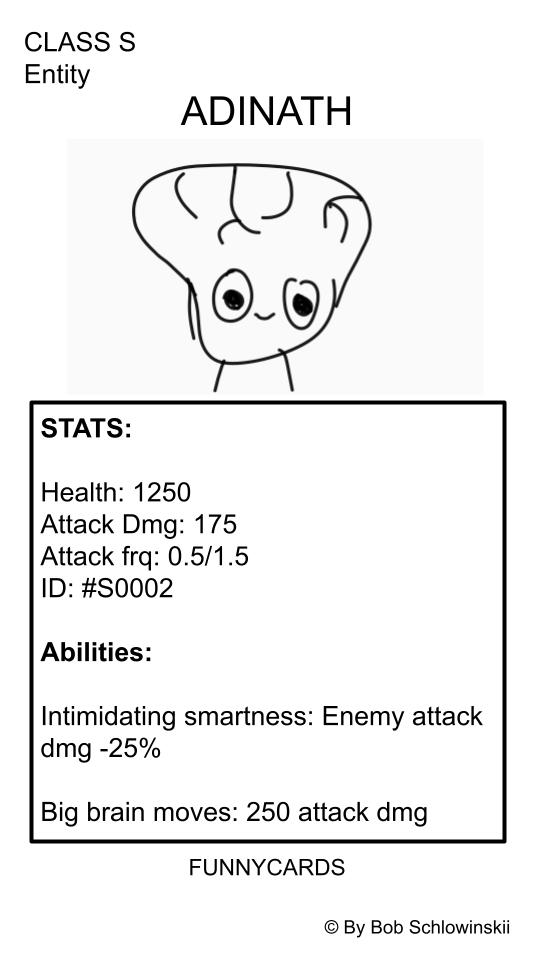 CLASS S
Entity
ADINATH
STATS:
Health: 1250
Attack Dmg: 175
Attack frq: 0.5/1.5
ID: #S0002
Abilities:
Intimidating smartness: Enemy attack
dmg -25%
Big brain moves: 250 attack dmg
FUNNYCARDS
© By Bob Schlowinskii